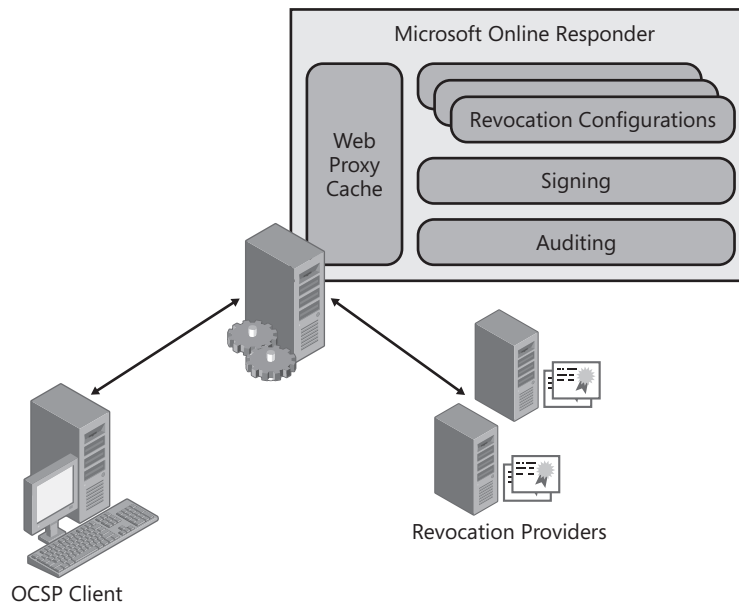 Microsoft Online Responder
Web
Proxy
Cache
Revocation Configurations
Signing
Auditing
Revocation Providers
OCSP Client